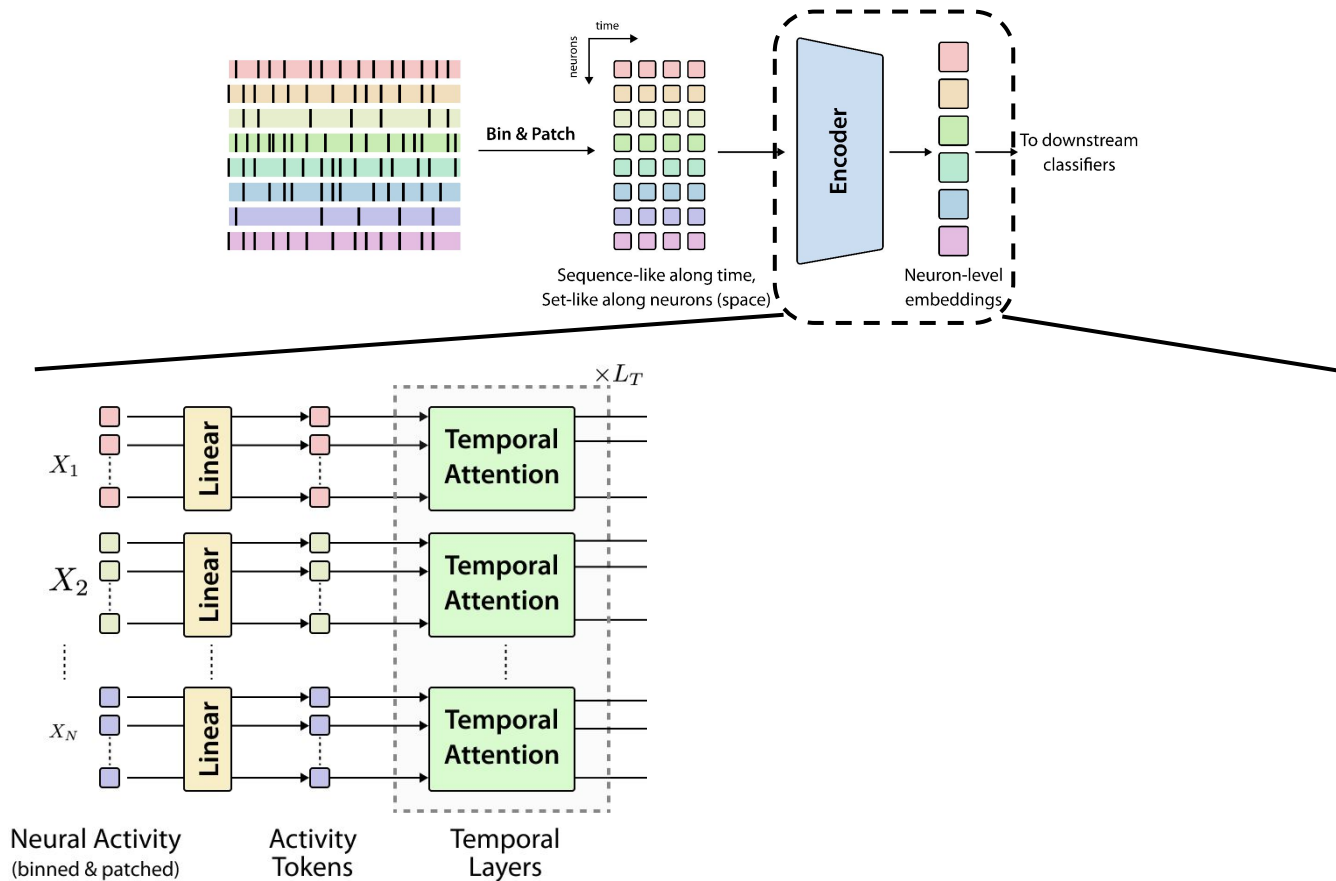 time
neurons
Bin & Patch
Encoder
To downstream
classifiers
Sequence-like along time,
Set-like along neurons (space)
Neuron-level
embeddings
×L_T
X_1
Linear
Temporal
Attention
X_2
Linear
Temporal
Attention
X_N
Linear
Temporal
Attention
Neural Activity
(binned & patched)
Activity
Tokens
Temporal
Layers